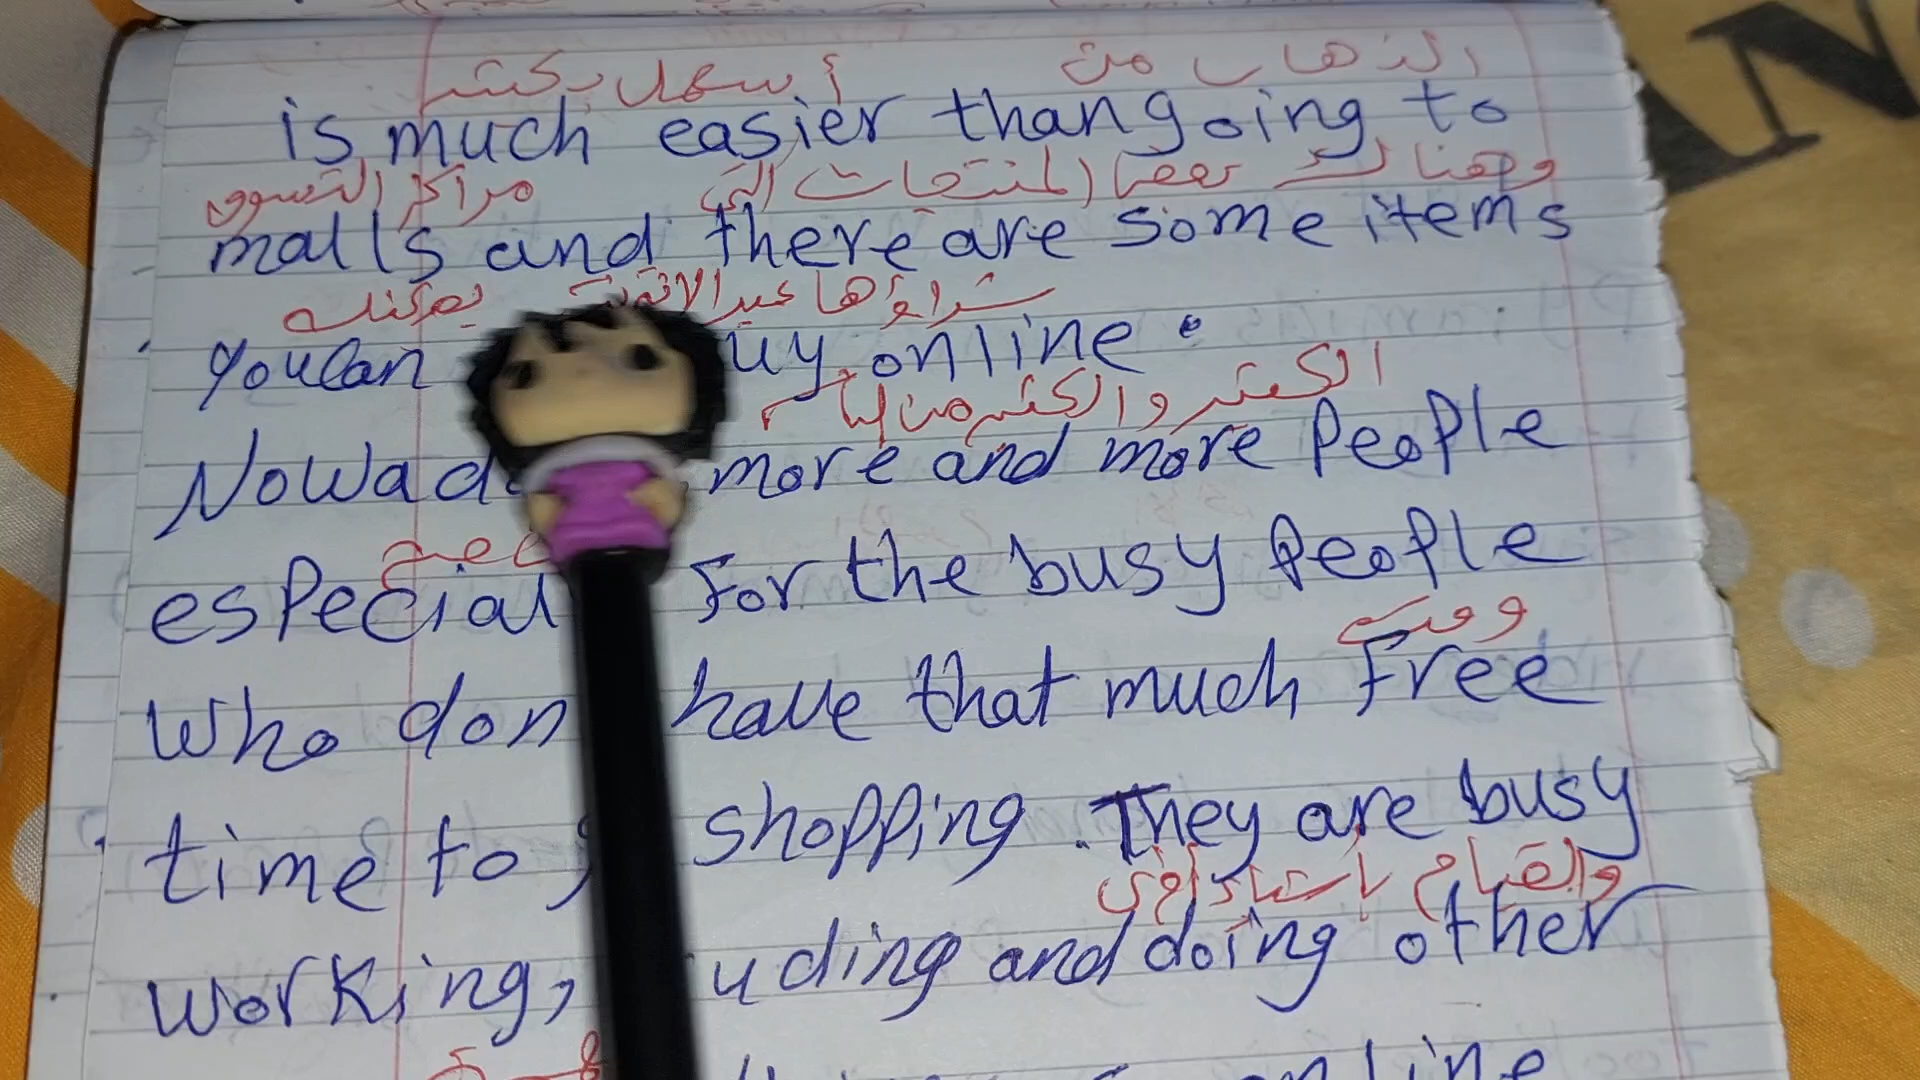 الذهاب من أسهل بكثير
is much easier than going to
وهناك بعض المنتجات التي مراكز التسوق
malls and there are some items
شراؤها عبر الانترنت يمكنك
you can uy online.
الكثير والكثير من
Nowad more and more People
especial For the busy People
وقت
who don have that much Free
time to shopping. They are busy
والقيام بأشياء أخرى
working, uding and doing other
online